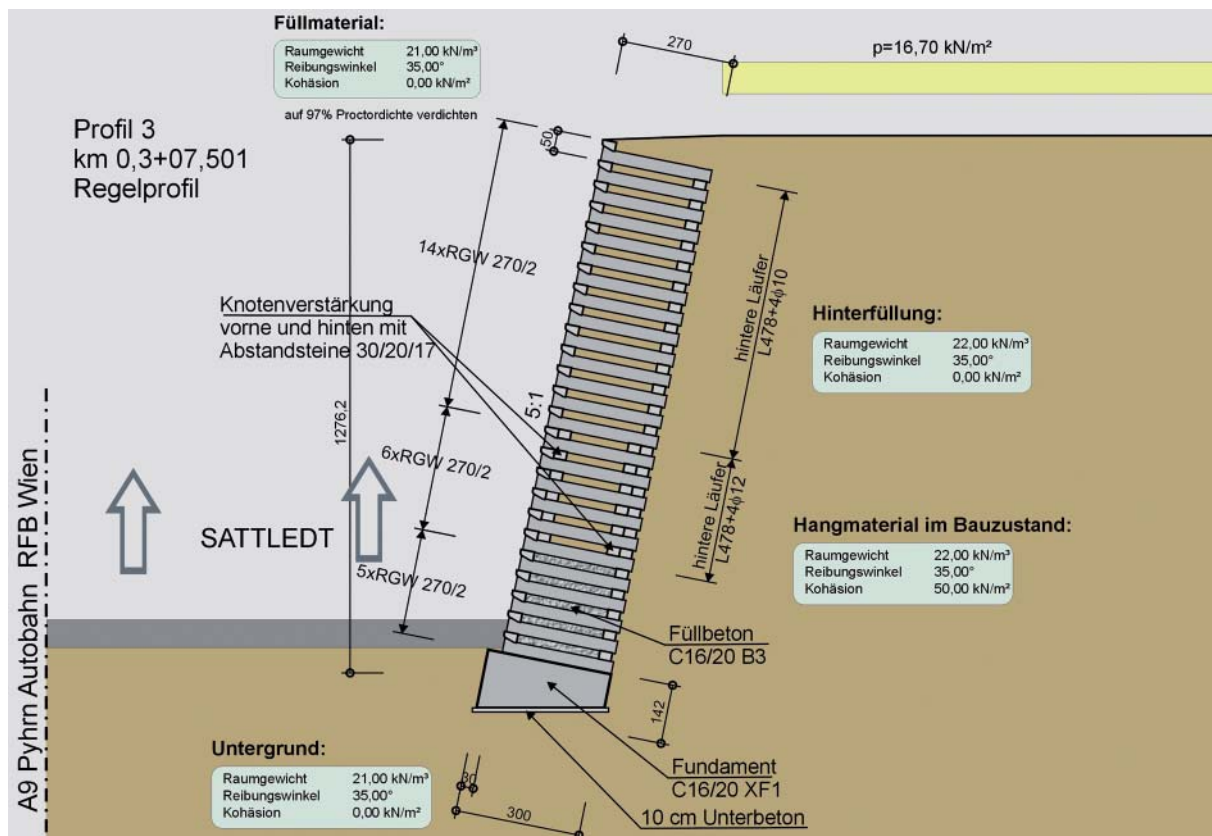 Füllmaterial:
Raumgewicht 21,00 kN/m³
Reibungswinkel 35,00°
Kohäsion 0,00 kN/m²
auf 97% Proctordichte verdichten
270
p=16,70 kN/m²
Profil 3
km 0,3+07,501
Regelprofil
50
14xRGW 270/2
Knotenverstärkung
vorne und hinten mit
Abstandsteine 30/20/17
hintere Läufer
L478+4ϕ10
Hinterfüllung:
Raumgewicht 22,00 kN/m³
Reibungswinkel 35,00°
Kohäsion 0,00 kN/m²
5:1
1276,2
6xRGW 270/2
hintere Läufer
L478+4ϕ12
Hangmaterial im Bauzustand:
Raumgewicht 22,00 kN/m³
Reibungswinkel 35,00°
Kohäsion 50,00 kN/m²
A9 Pyhrn Autobahn RFB Wien
SATTLEDT
5xRGW 270/2
Füllbeton
C16/20 B3
142
Untergrund:
Raumgewicht 21,00 kN/m³
Reibungswinkel 35,00°
Kohäsion 0,00 kN/m²
30
300
Fundament
C16/20 XF1
10 cm Unterbeton